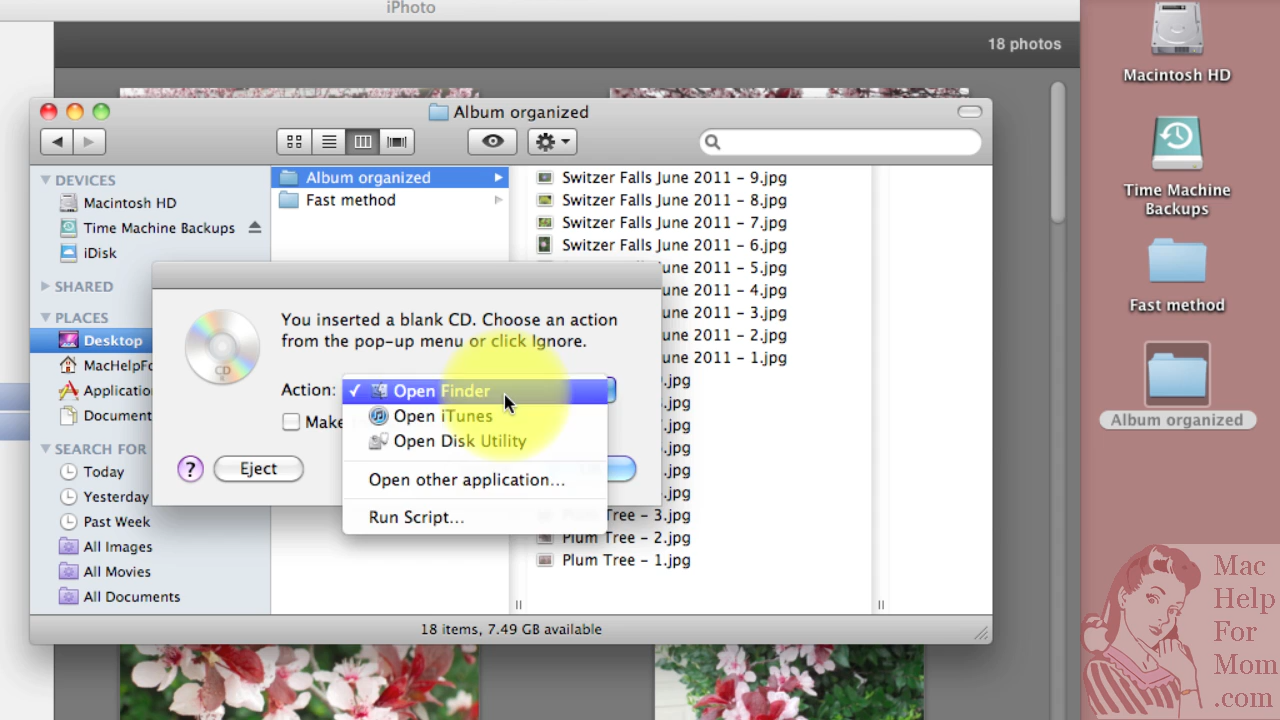 iPhoto
18 photos
Album organized
DEVICES
Macintosh HD
Time Machine Backups
iDisk
SHARED
PLACES
Desktop
MacHelpFo
Applicatio
Document
SEARCH FOR
Today
Yesterday
Past Week
All Images
All Movies
All Documents
Album organized
Fast method
Switzer Falls June 2011 - 9.jpg
Switzer Falls June 2011 - 8.jpg
Switzer Falls June 2011 - 7.jpg
Switzer Falls June 2011 - 6.jpg
une 2011 - 5.jpg
une 2011 - 4.jpg
une 2011 - 3.jpg
une 2011 - 2.jpg
une 2011 - 1.jpg
.jpg
.jpg
.jpg
.jpg
.jpg
.jpg
Tree - 3.jpg
Plum Tree - 2.jpg
Plum Tree - 1.jpg
18 items, 7.49 GB available
You inserted a blank CD. Choose an action
from the pop-up menu or click Ignore.
CD
Action:
✓ Open Finder
Open iTunes
Open Disk Utility
Open other application...
Run Script...
Make
? Eject
Macintosh HD
Time Machine
Backups
Fast method
Album organized
Mac
Help
For
Mom
.com